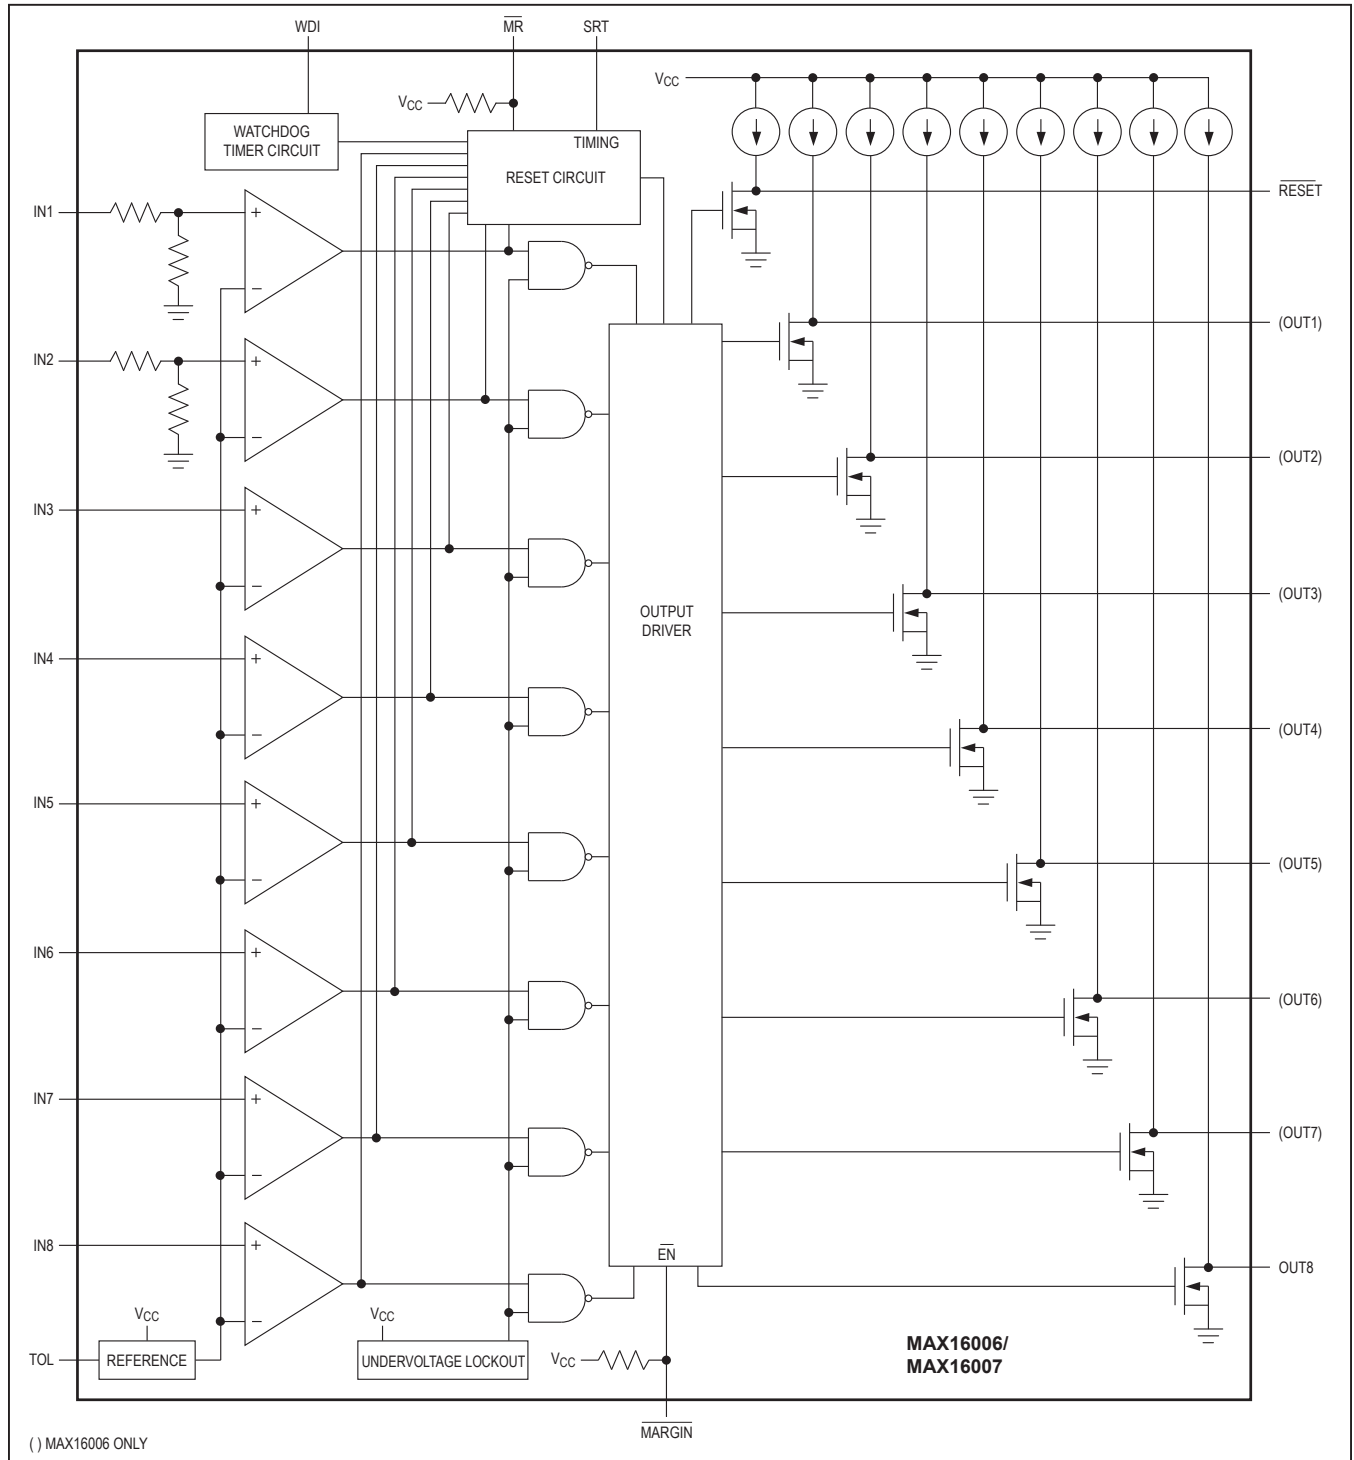 WDI
MR
SRT
VCC
VCC
WATCHDOG
TIMER CIRCUIT
TIMING
RESET CIRCUIT
RESET
IN1
+
−
(OUT1)
IN2
+
−
(OUT2)
IN3
+
−
(OUT3)
OUTPUT
DRIVER
IN4
+
−
(OUT4)
IN5
+
−
(OUT5)
IN6
+
−
(OUT6)
IN7
+
−
(OUT7)
IN8
+
−
EN
OUT8
VCC
VCC
TOL
REFERENCE
UNDERVOLTAGE LOCKOUT
VCC
MAX16006/
MAX16007
MARGIN
( ) MAX16006 ONLY